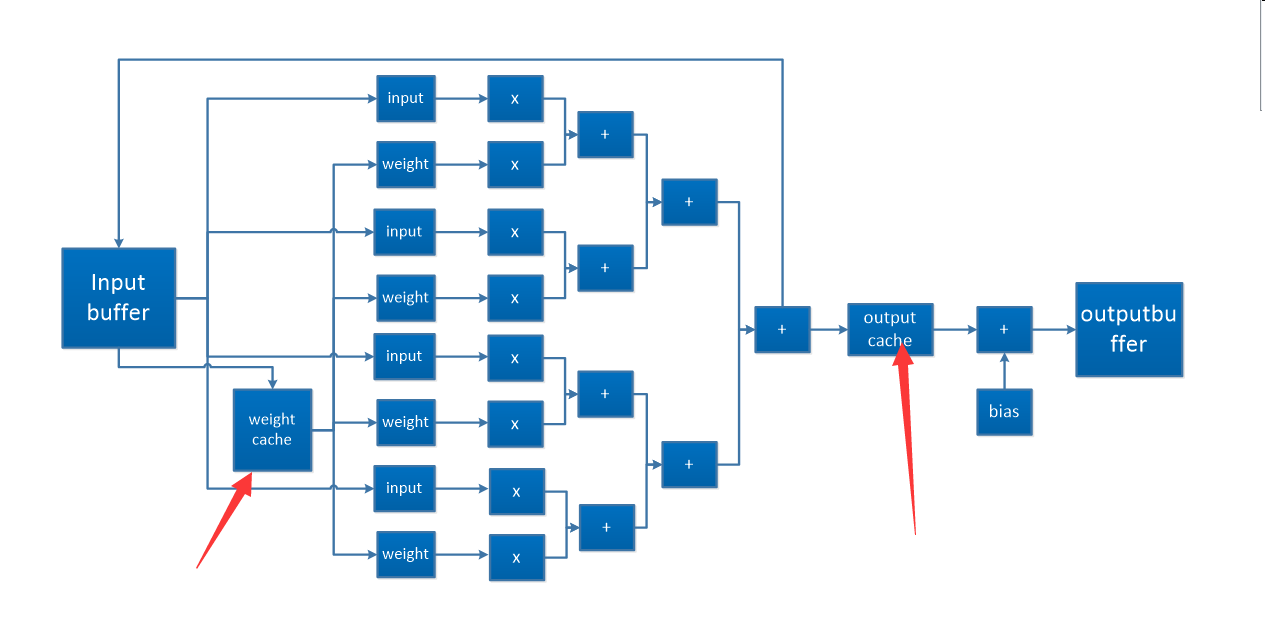 input
x
+
weight
x
+
input
x
Input
buffer
+
weight
x
+
output
cache
+
outputbu
ffer
input
x
+
bias
weight
cache
weight
x
+
input
x
+
weight
x